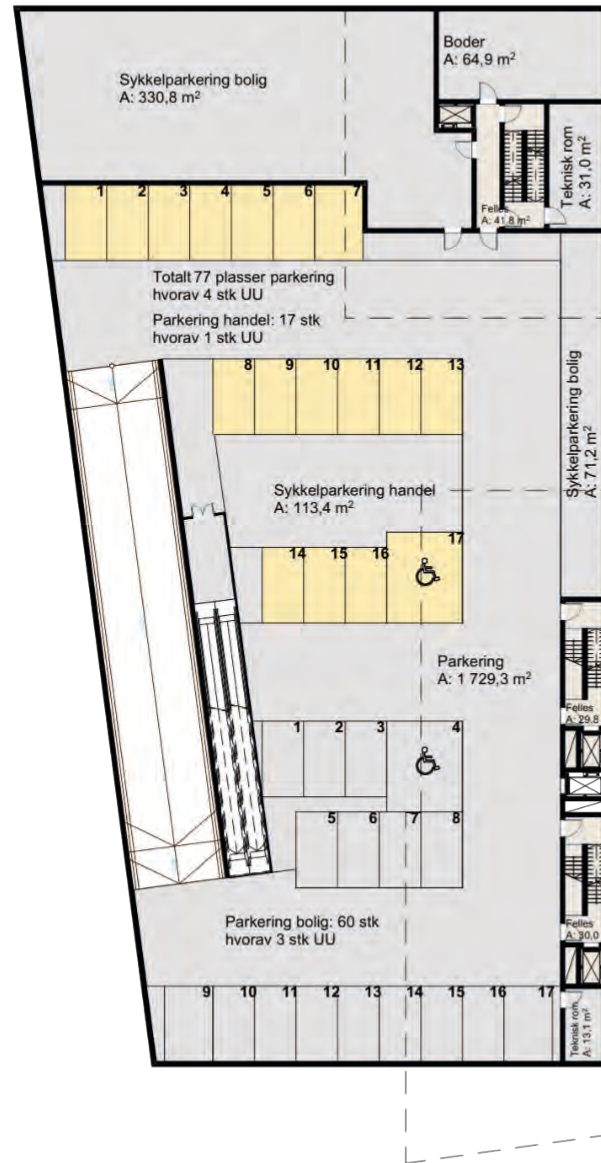 Boder
A: 64,9 m²
Sykkelparkering bolig
A: 330,8 m²
Teknisk rom
A: 31,0 m²
Felles
A: 41,8 m²
1 2 3 4 5 6 7
Totalt 77 plasser parkering
hvorav 4 stk UU
Parkering handel: 17 stk
hvorav 1 stk UU
8 9 10 11 12 13
Sykkelparkering bolig
A: 71,2 m²
Sykkelparkering handel
A: 113,4 m²
14 15 16 17
Parkering
A: 1 729,3 m²
Felles
A: 29,8
1 2 3 4
5 6 7 8
Felles
A: 30,0
Parkering bolig: 60 stk
hvorav 3 stk UU
9 10 11 12 13 14 15 16 17
Teknisk rom
A: 13,1 m²